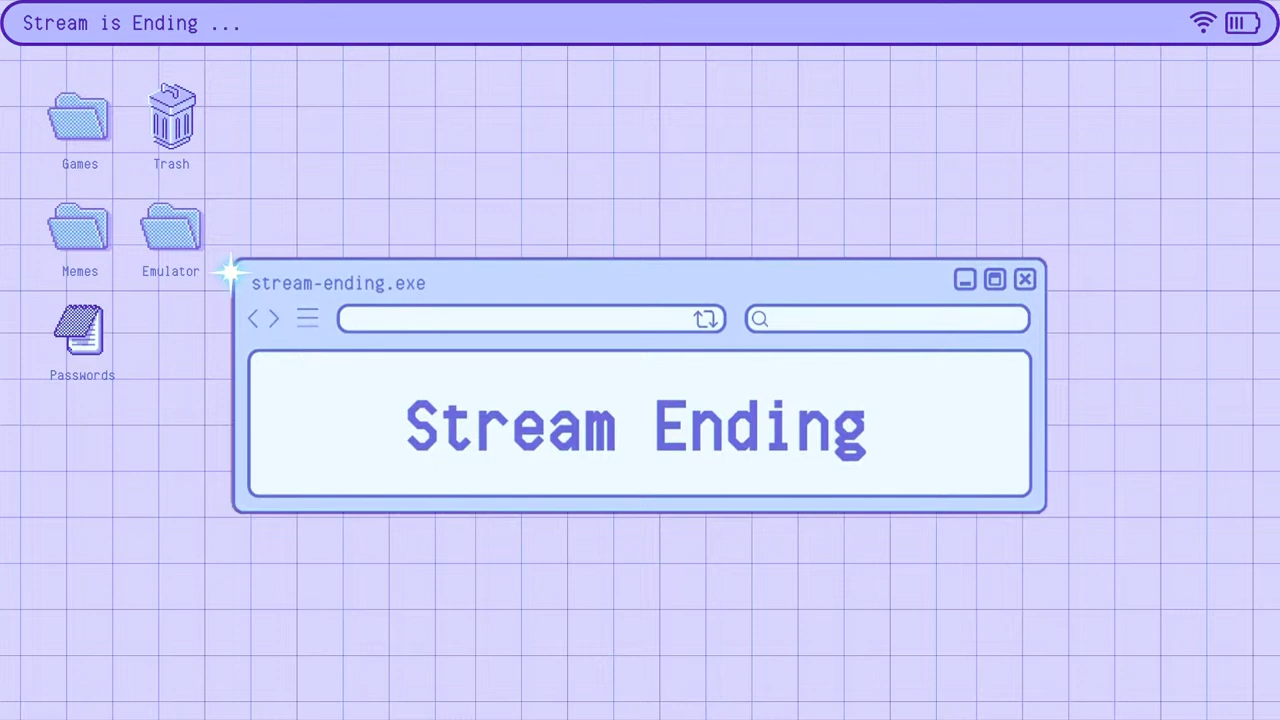 Stream is Ending ...
Games
Trash
Memes
Emulator
Passwords
stream-ending.exe
Stream Ending